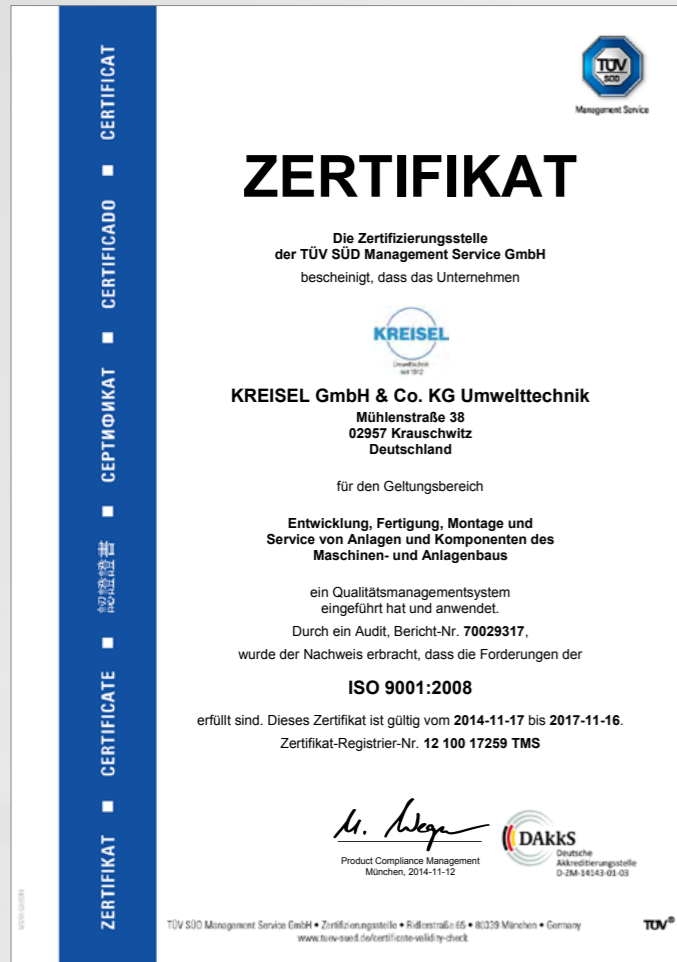 TÜV
SÜD
Management Service
ZERTIFIKAT
Die Zertifizierungsstelle
der TÜV SÜD Management Service GmbH
bescheinigt, dass das Unternehmen
KREISEL
Umwelttechnik
seit 1912
KREISEL GmbH & Co. KG Umwelttechnik
Mühlenstraße 38
02957 Krauschwitz
Deutschland
für den Geltungsbereich
Entwicklung, Fertigung, Montage und
Service von Anlagen und Komponenten des
Maschinen- und Anlagenbaus
ein Qualitätsmanagementsystem
eingeführt hat und anwendet.
Durch ein Audit, Bericht-Nr. 70029317,
wurde der Nachweis erbracht, dass die Forderungen der
ISO 9001:2008
erfüllt sind. Dieses Zertifikat ist gültig vom 2014-11-17 bis 2017-11-16.
Zertifikat-Registrier-Nr. 12 100 17259 TMS
Product Compliance Management
München, 2014-11-12
DAkkS
Deutsche
Akkreditierungsstelle
D-ZM-14143-01-03
TÜV SÜD Management Service GmbH • Zertifizierungsstelle • Ridlerstraße 65 • 80339 München • Germany
www.tuev-sued.de/certificate-validity-check
TÜV®
ZERTIFIKAT ■ CERTIFICATE ■ 認證證書 ■ СЕРТИФИКАТ ■ CERTIFICADO ■ CERTIFICAT